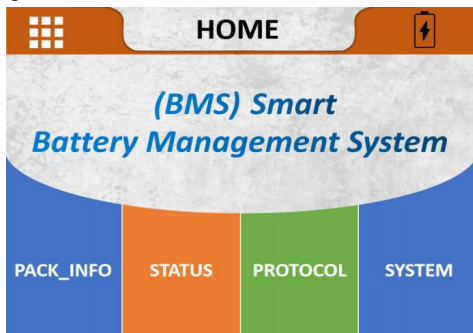 HOME
(BMS) Smart
Battery Management System
PACK_INFO
STATUS
PROTOCOL
SYSTEM